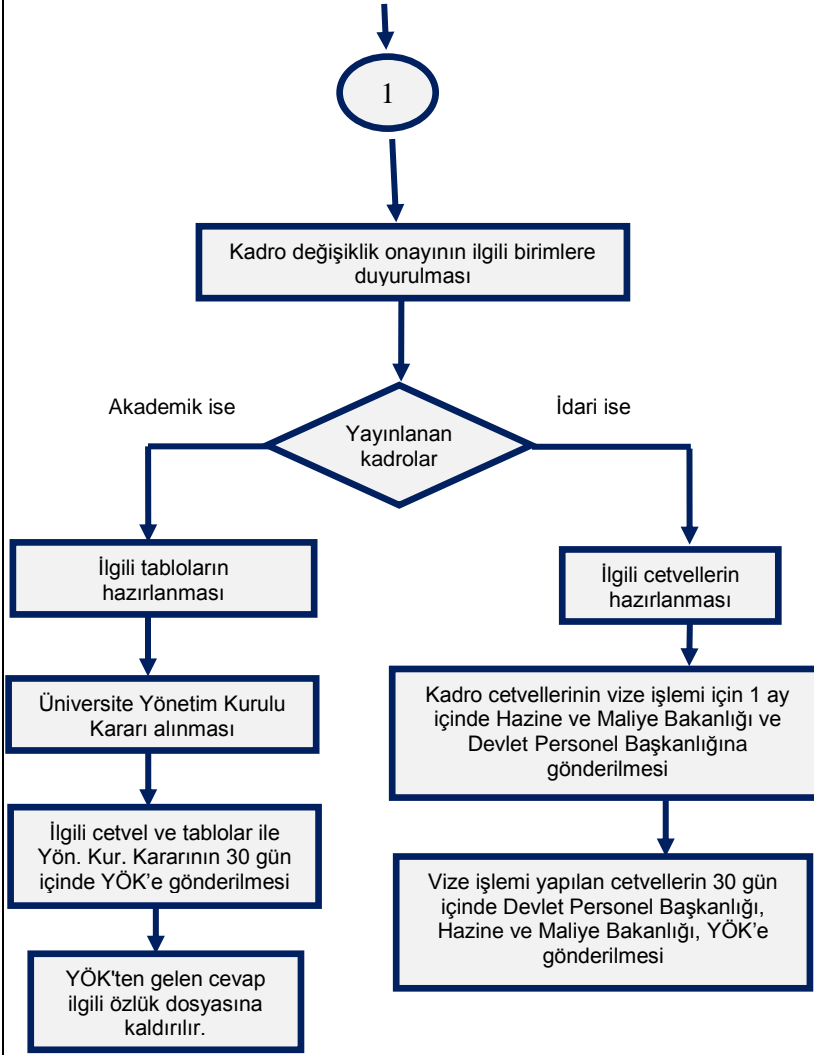 1
Kadro değişiklik onayının ilgili birimlere
duyurulması
Akademik ise
İdari ise
Yayınlanan
kadrolar
İlgili tabloların
hazırlanması
Üniversite Yönetim Kurulu
Kararı alınması
İlgili cetvel ve tablolar ile
Yön. Kur. Kararının 30 gün
içinde YÖK’e gönderilmesi
YÖK'ten gelen cevap
ilgili özlük dosyasına
kaldırılır.
İlgili cetvellerin
hazırlanması
Kadro cetvellerinin vize işlemi için 1 ay
içinde Hazine ve Maliye Bakanlığı ve
Devlet Personel Başkanlığına
gönderilmesi
Vize işlemi yapılan cetvellerin 30 gün
içinde Devlet Personel Başkanlığı,
Hazine ve Maliye Bakanlığı, YÖK’e
gönderilmesi